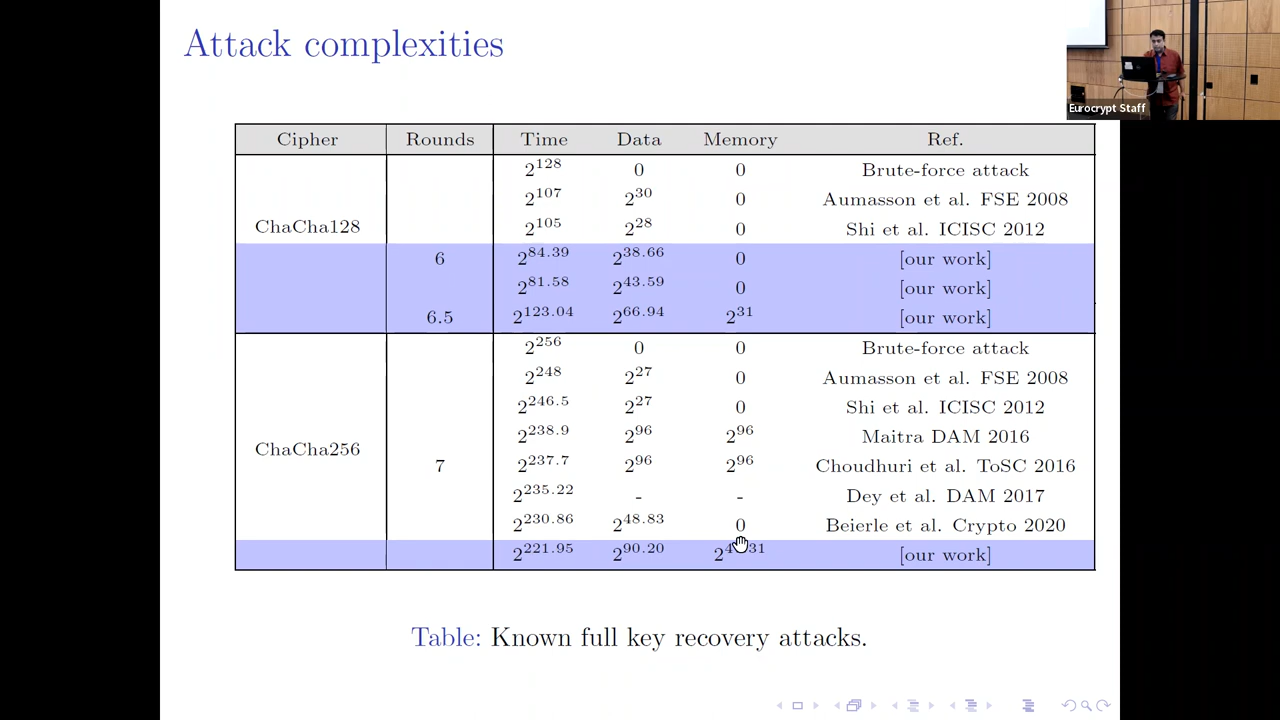 Attack complexities
Eurocrypt Staff
Cipher Rounds Time Data Memory Ref.
2^128 0 0 Brute-force attack
2^107 2^30 0 Aumasson et al. FSE 2008
ChaCha128
2^105 2^28 0 Shi et al. ICISC 2012
6 2^84.39 2^38.66 0 [our work]
2^81.58 2^43.59 0 [our work]
6.5 2^123.04 2^66.94 2^31 [our work]
2^256 0 0 Brute-force attack
2^248 2^27 0 Aumasson et al. FSE 2008
2^246.5 2^27 0 Shi et al. ICISC 2012
2^238.9 2^96 2^96 Maitra DAM 2016
ChaCha256
7 2^237.7 2^96 2^96 Choudhuri et al. ToSC 2016
2^235.22 - - Dey et al. DAM 2017
2^230.86 2^48.83 0 Beierle et al. Crypto 2020
2^221.95 2^90.20 [our work]
Table: Known full key recovery attacks.